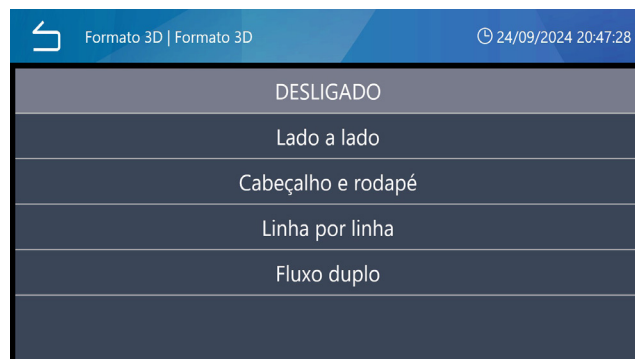 Formato 3D | Formato 3D 24/09/2024 20:47:28
DESLIGADO
Lado a lado
Cabeçalho e rodapé
Linha por linha
Fluxo duplo